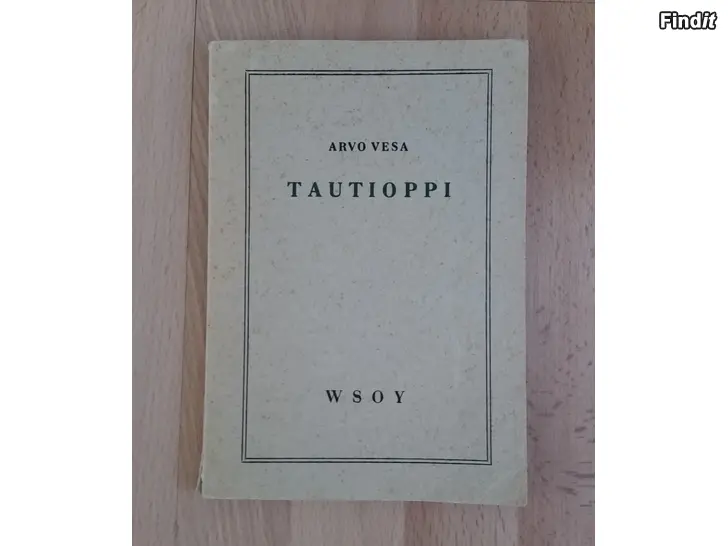 Findit
ARVO VESA
TAUTIOPPI
WSOY